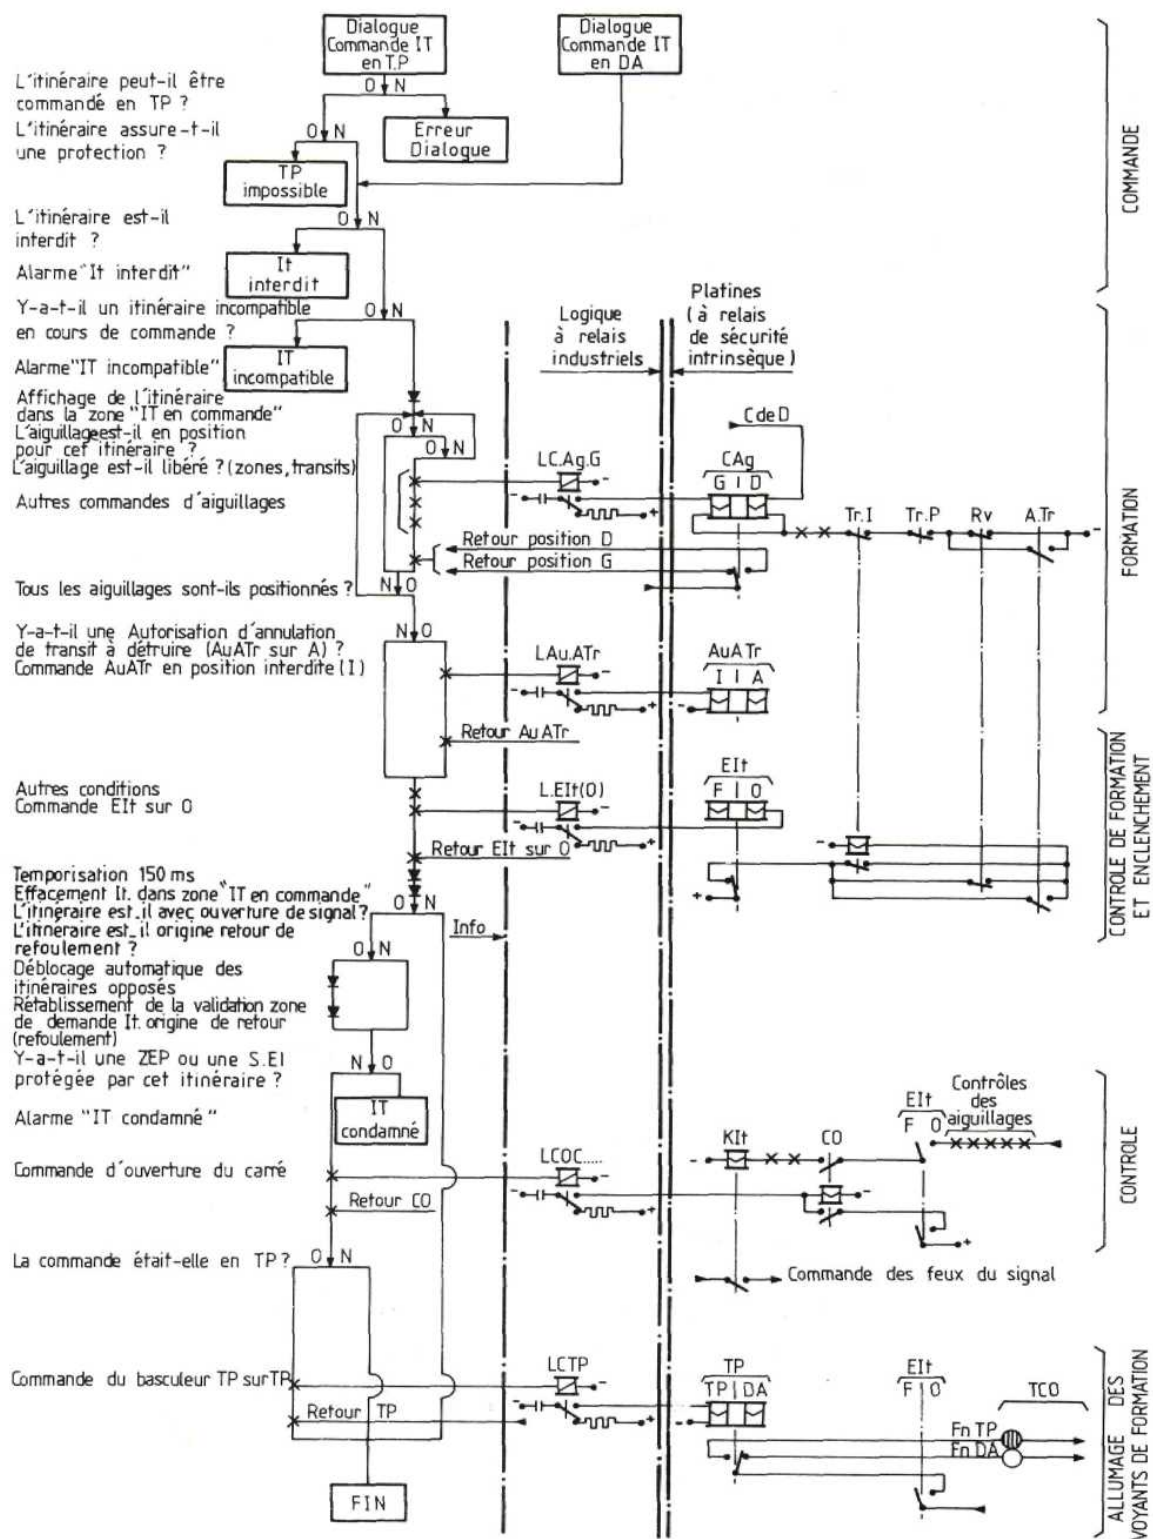 Dialogue
Commande IT
en T.P
Dialogue
Commande IT
en DA
L'itinéraire peut-il être
commandé en TP ?
O N
L'itinéraire assure-t-il
une protection ?
O N
Erreur
Dialogue
TP
impossible
L'itinéraire est-il
interdit ?
O N
Alarme "It interdit"
It
interdit
Y-a-t-il un itinéraire incompatible
en cours de commande ?
O N
Alarme "IT incompatible"
IT
incompatible
Logique
à relais
industriels
Platines
(à relais
de sécurité
intrinsèque)
Affichage de l'itinéraire
dans la zone "IT en commande"
L'aiguillage est-il en position
pour cet itinéraire ?
O N
L'aiguillage est-il libéré ? (zones, transits)
O N
Autres commandes d'aiguillages
LC.Ag.G
- - +
C de D
CAg
G | D
Tr.I
Tr.P
Rv
A.Tr
-
Retour position D
Retour position G
Tous les aiguillages sont-ils positionnés ?
N O
Y-a-t-il une Autorisation d'annulation
de transit à détruire (AuATr sur A) ?
N O
Commande AuATr en position interdite (I)
LAu.ATr
- - +
AuATr
I | A
-
Retour AuATr
Autres conditions
Commande EIt sur O
L.EIt(O)
- -
EIt
F | O
- +
Retour EIt sur O
Temporisation 150 ms
Effacement It. dans zone "IT en commande"
L'itinéraire est-il avec ouverture de signal ?
O N
L'itinéraire est-il origine retour de
refoulement ?
O N
Info
Déblocage automatique des
itinéraires opposés
Rétablissement de la validation zone
de demande It. origine de retour
(refoulement)
Y-a-t-il une ZEP ou une S.EI
protégée par cet itinéraire ?
N O
Alarme "IT condamné"
IT
condamné
Commande d'ouverture du carré
LCOC.....
- - +
KIt
CO
EIt
F O
Contrôles
des
aiguillages
- - +
Retour CO
La commande était-elle en TP ?
O N
Commande des feux du signal
Commande du basculeur TP sur TP
LCTP
- - +
TP
TP | DA
-
EIt
F | O
TCO
Fn TP
Fn DA
Retour TP
FIN
COMMANDE
FORMATION
CONTROLE DE FORMATION
ET ENCLENCHEMENT
CONTROLE
ALLUMAGE DES
VOYANTS DE FORMATION